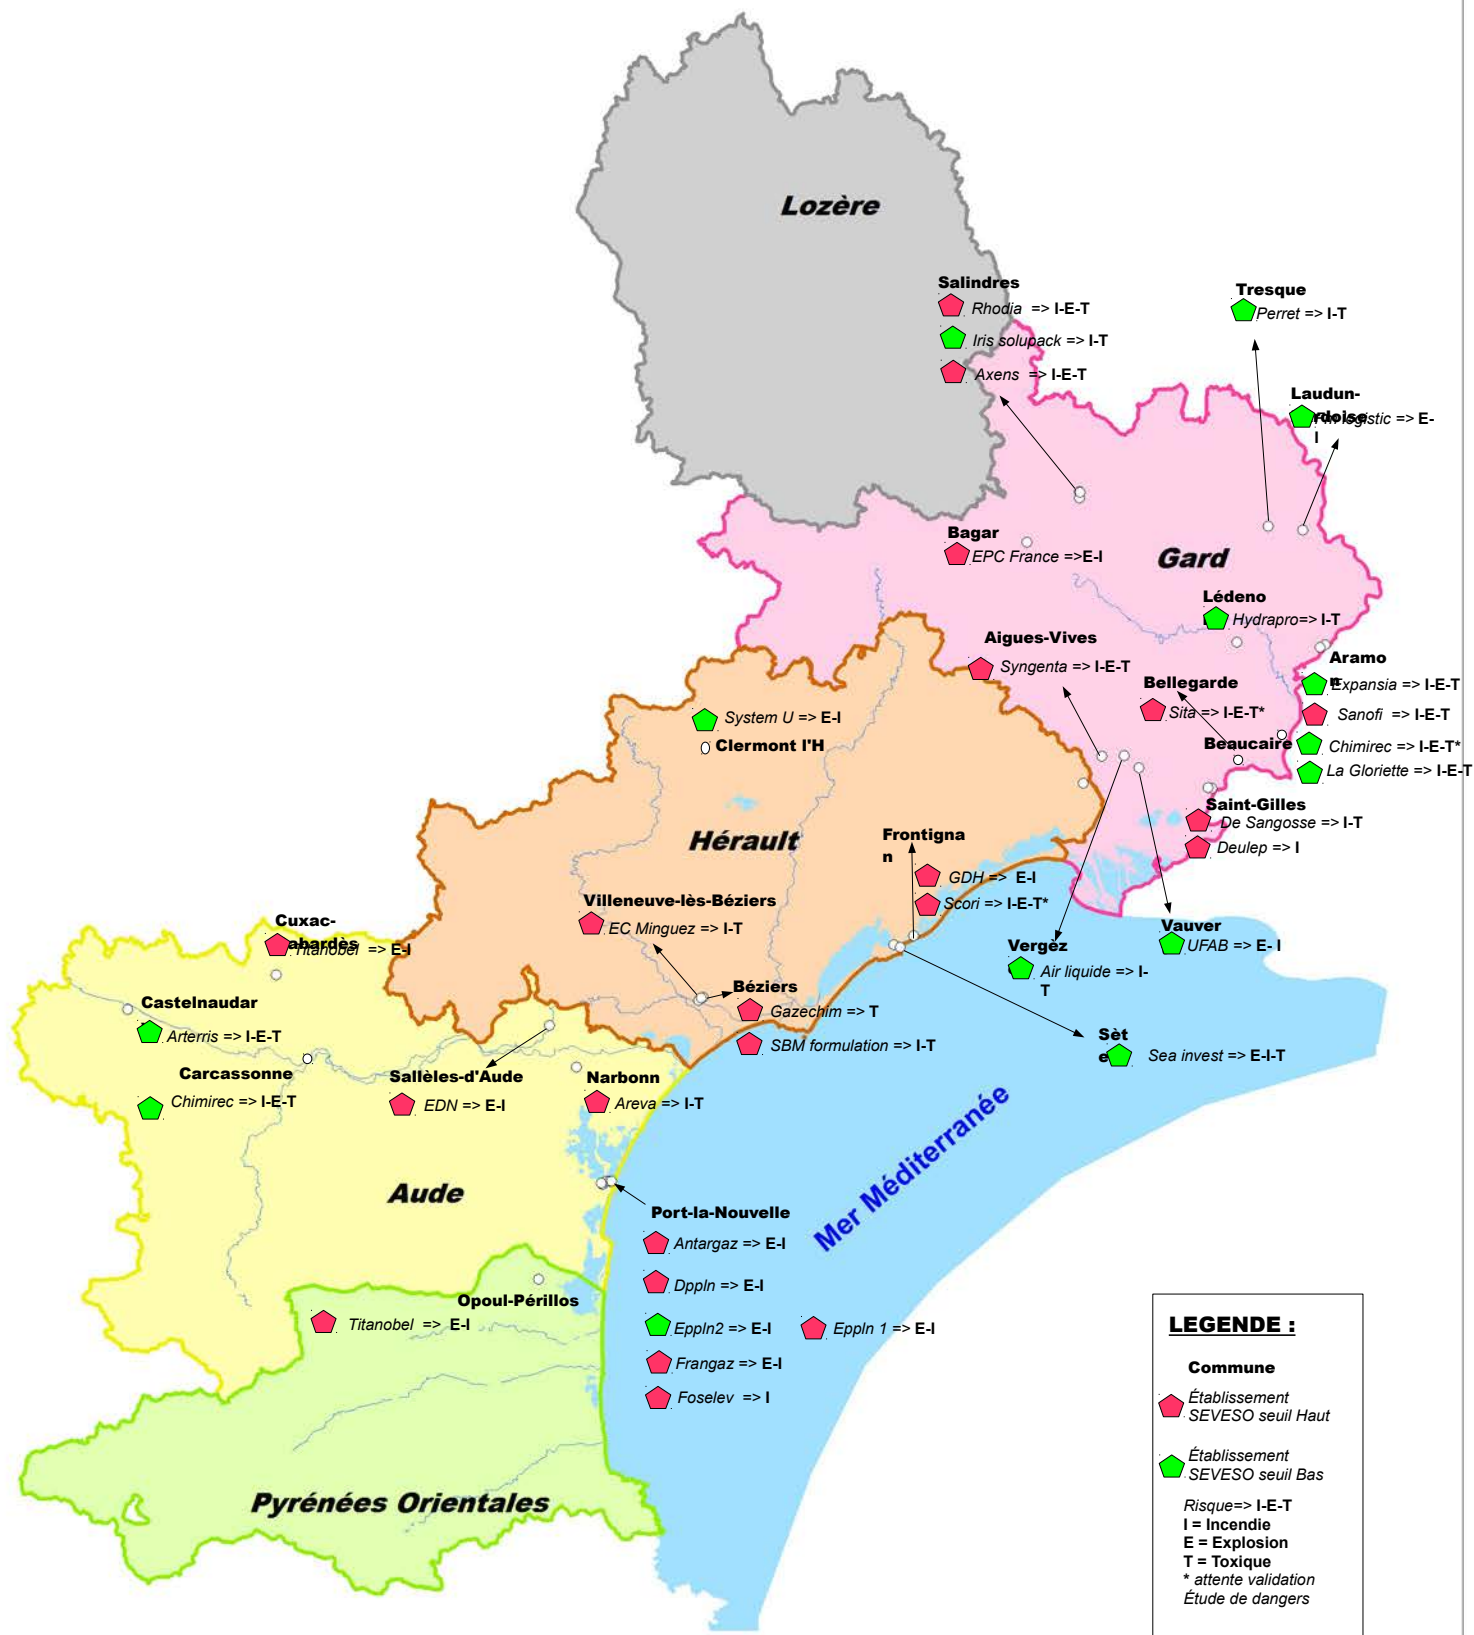 Lozère
Salindres
Rhodia => I-E-T
Iris solupack => I-T
Axens => I-E-T
Tresque
Perret => I-T
Laudun-
Ardoise
Fm logistic => E-
I
Bagar
EPC France =>E-I
Gard
Lédeno
Hydrapro=> I-T
Aigues-Vives
Syngenta => I-E-T
Bellegarde
Sita => I-E-T*
Aramo
n
Expansia => I-E-T
Sanofi => I-E-T
Beaucaire
Chimirec => I-E-T*
La Gloriette => I-E-T
Saint-Gilles
De Sangosse => I-T
Deulep => I
System U => E-I
Clermont l'H
Hérault
Frontigna
n
GDH => E-I
Scori => I-E-T*
Villeneuve-lès-Béziers
EC Minguez => I-T
Vergèz
Air liquide => I-
T
Vauver
UFAB => E- I
Béziers
Gazechim => T
SBM formulation => I-T
Sèt
e
Sea invest => E-I-T
Cuxac-
Cabardès
Titanobel => E-I
Castelnaudar
Arterris => I-E-T
Carcassonne
Chimirec => I-E-T
Sallèles-d'Aude
EDN => E-I
Narbonn
Areva => I-T
Aude
Mer Méditerranée
Port-la-Nouvelle
Antargaz => E-I
Dppln => E-I
Eppln2 => E-I
Eppln 1 => E-I
Frangaz => E-I
Foselev => I
Opoul-Périllos
Titanobel => E-I
Pyrénées Orientales
LEGENDE :
Commune
Établissement
SEVESO seuil Haut
Établissement
SEVESO seuil Bas
Risque=> I-E-T
I = Incendie
E = Explosion
T = Toxique
* attente validation
Étude de dangers